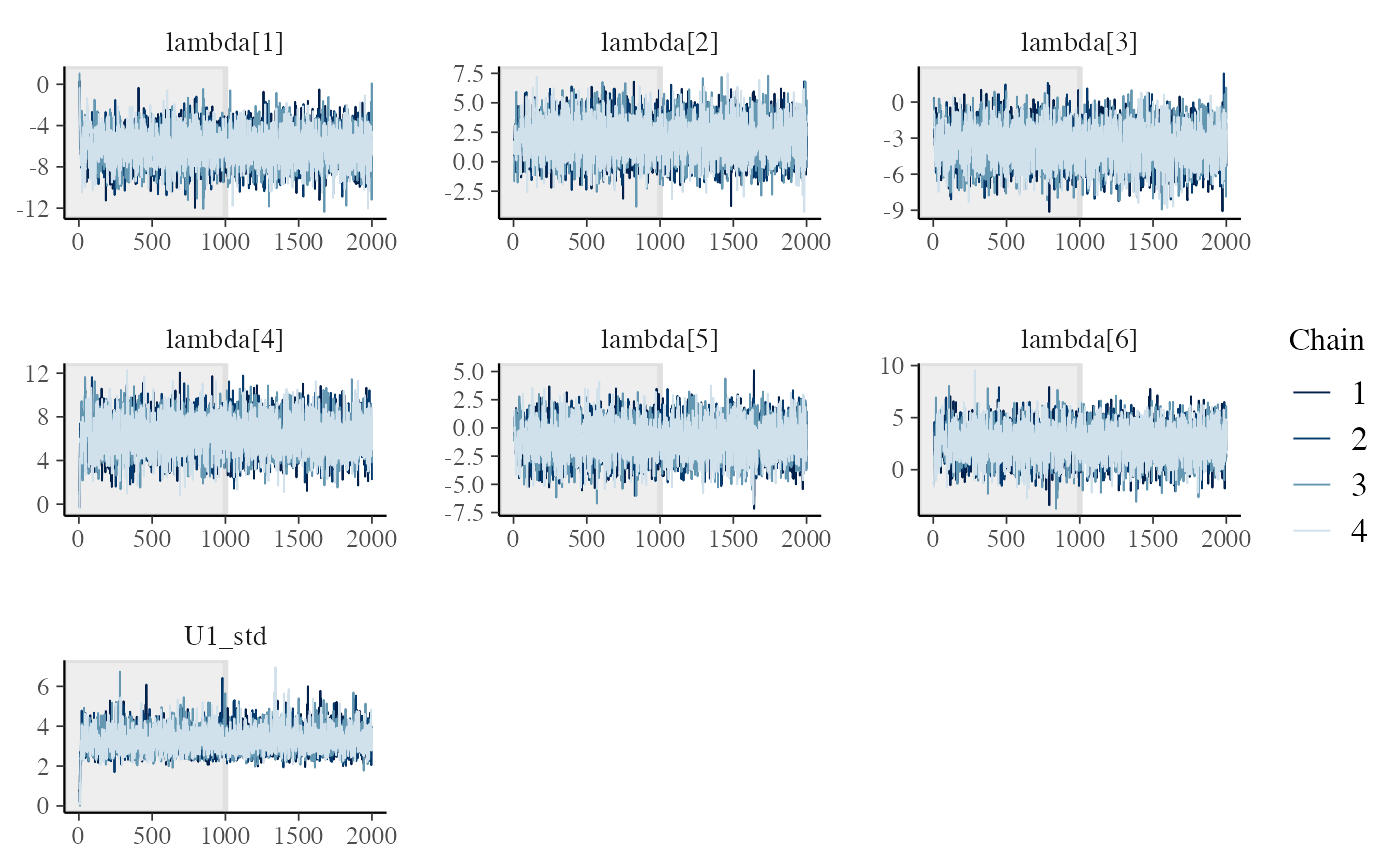 lambda[1] lambda[2] lambda[3]
0 -4 -8 -12
7.5 5.0 2.5 0.0 -2.5
0 -3 -6 -9
0 500 1000 1500 2000 0 500 1000 1500 2000 0 500 1000 1500 2000
lambda[4] lambda[5] lambda[6]
12 8 4 0
5.0 2.5 0.0 -2.5 -5.0 -7.5
10 5 0
0 500 1000 1500 2000 0 500 1000 1500 2000 0 500 1000 1500 2000
Chain
1
2
3
4
U1_std
6
4
2
0
0 500 1000 1500 2000